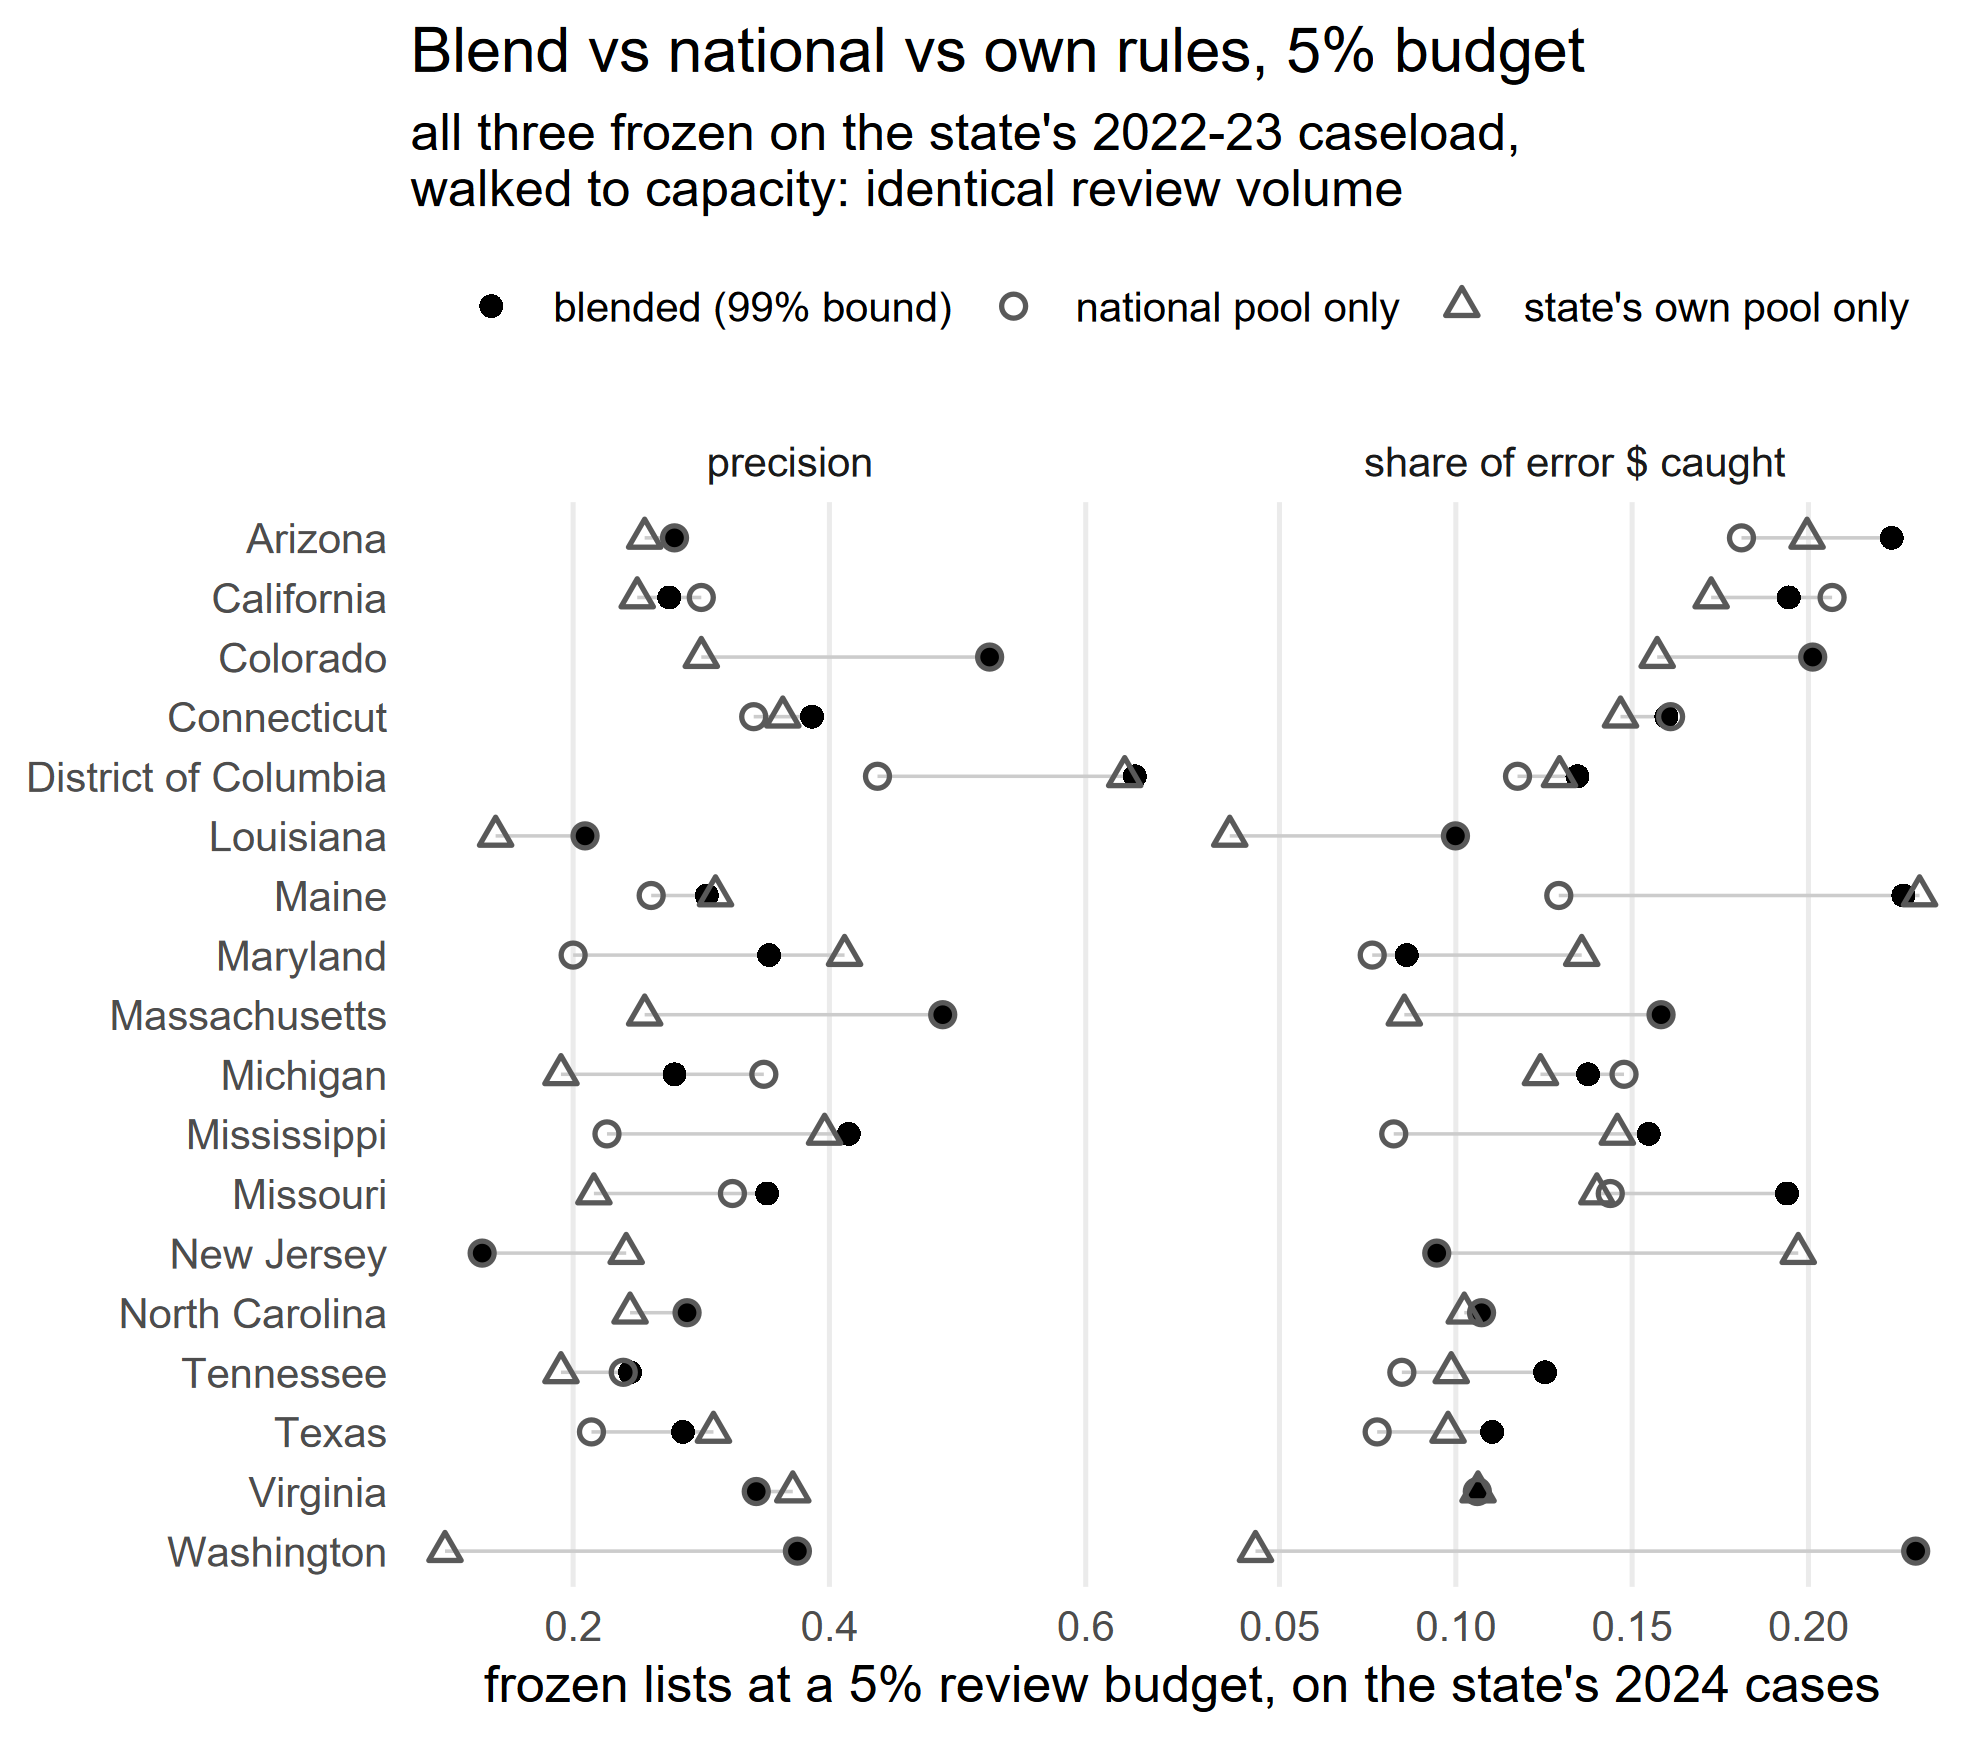 Blend vs national vs own rules, 5% budget
all three frozen on the state's 2022-23 caseload,
walked to capacity: identical review volume
blended (99% bound) national pool only state's own pool only
precision share of error $ caught
Arizona
California
Colorado
Connecticut
District of Columbia
Louisiana
Maine
Maryland
Massachusetts
Michigan
Mississippi
Missouri
New Jersey
North Carolina
Tennessee
Texas
Virginia
Washington
0.2 0.4 0.6 0.05 0.10 0.15 0.20
frozen lists at a 5% review budget, on the state's 2024 cases